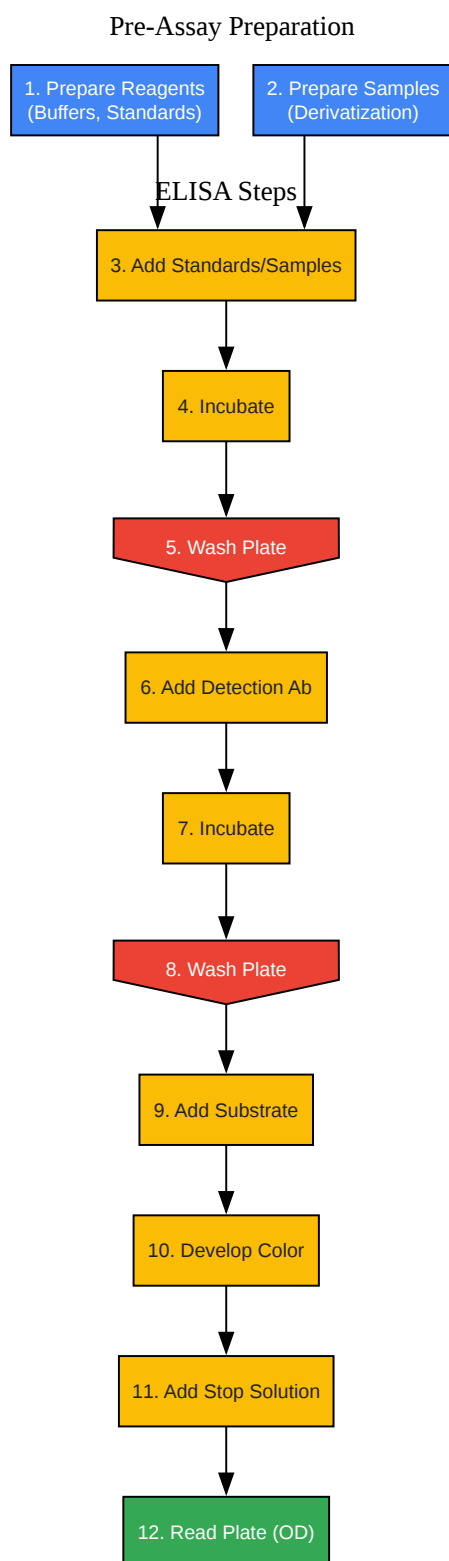 Pre-Assay Preparation
1. Prepare Reagents
(Buffers, Standards)
2. Prepare Samples
(Derivatization)
ELISA Steps
3. Add Standards/Samples
4. Incubate
5. Wash Plate
6. Add Detection Ab
7. Incubate
8. Wash Plate
9. Add Substrate
10. Develop Color
11. Add Stop Solution
12. Read Plate (OD)